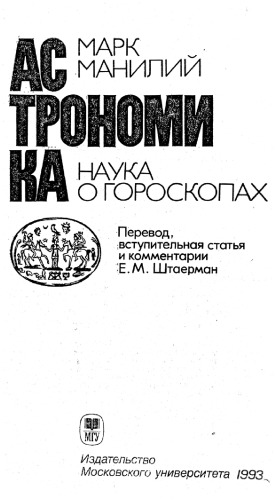 МАРК
МАНИЛИЙ
АС
ТРОНОМИ
КА
НАУКА
О ГОРОСКОПАХ
Перевод,
вступительная статья
и комментарии
Е.М. Штаерман
МГУ
Издательство
Московского университета 1993